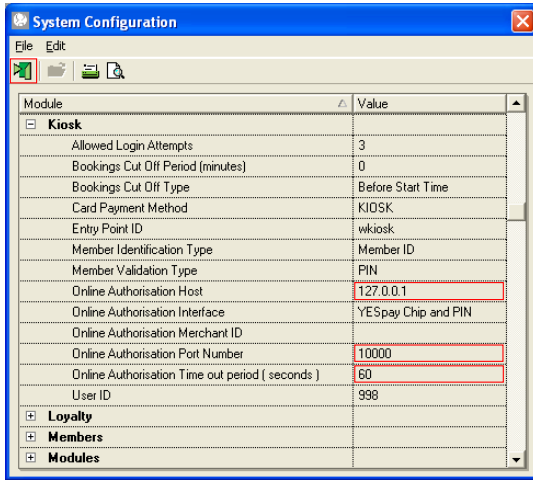 System Configuration
File Edit
Module Value
Kiosk
Allowed Login Attempts 3
Bookings Cut Off Period (minutes) 0
Bookings Cut Off Type Before Start Time
Card Payment Method KIOSK
Entry Point ID wkiosk
Member Identification Type Member ID
Member Validation Type PIN
Online Authorisation Host 127.0.0.1
Online Authorisation Interface YESpay Chip and PIN
Online Authorisation Merchant ID
Online Authorisation Port Number 10000
Online Authorisation Time out period ( seconds ) 60
User ID 998
Loyalty
Members
Modules